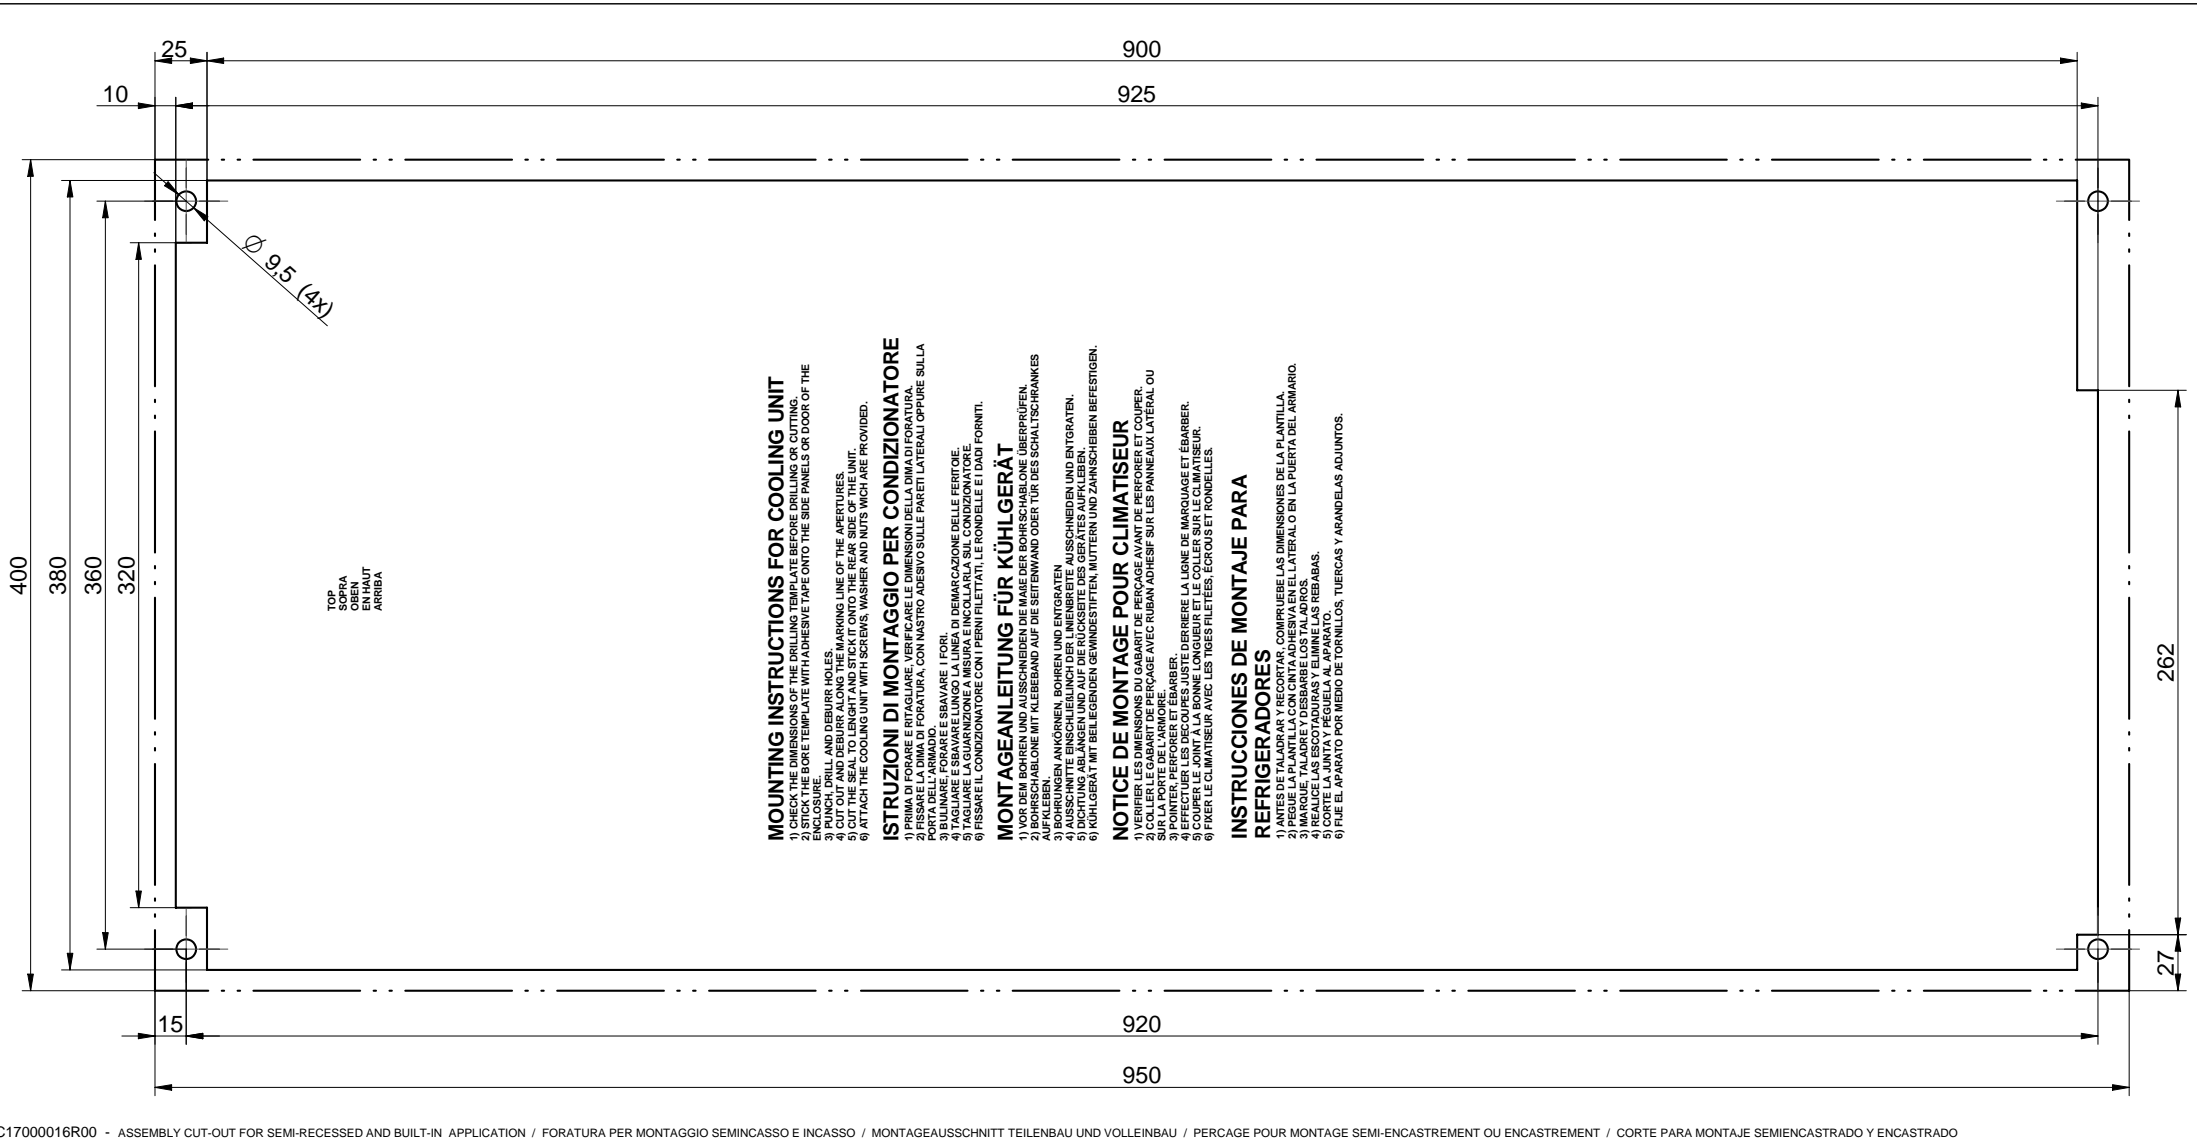 25
900
10
925
400
380
360
320
Ø 9,5 (4x)
TOP
SOPRA
OBEN
EN HAUT
ARRIBA
MOUNTING INSTRUCTIONS FOR COOLING UNIT
1) CHECK THE DIMENSIONS OF THE DRILLING TEMPLATE BEFORE DRILLING OR CUTTING.
2) STICK THE BORE TEMPLATE WITH ADHESIVE TAPE ONTO THE SIDE PANELS OR DOOR OF THE
ENCLOSURE.
3) PUNCH, DRILL AND DEBURR HOLES.
4) CUT OUT AND DEBURR ALONG THE MARKING LINE OF THE APERTURES.
5) CUT THE SEAL TO LENGHT AND STICK IT ONTO THE REAR SIDE OF THE UNIT.
6) ATTACH THE COOLING UNIT WITH SCREWS, WASHER AND NUTS WICH ARE PROVIDED.
ISTRUZIONI DI MONTAGGIO PER CONDIZIONATORE
1) PRIMA DI FORARE E RITAGLIARE, VERIFICARE LE DIMENSION DELLA DIMA DI FORATURA.
2) FISSARE LA DIMA DI FORATURA, CON NASTRO ADESIVO SULLE PARETI LATERALI OPPURE SULLA
PORTA DELL'ARMADIO.
3) BULINARE, FORARE E SBAVARE I FORI.
4) TAGLIARE E SBAVARE LUNGO LA LINEA DI DEMARCAZIONE DELLE FERITOIE.
5) TAGLIARE LA GUARNIZIONE A MISURA E INCOLLARLA SUL CONDIZIONATORE.
6) FISSARE IL CONDIZIONATORE CON I PERNI FILETTATI, LE RONDELLE E I DADI FORNITI.
MONTAGEANLEITUNG FÜR KÜHLGERÄT
1) VOR DEM BOHREN UND AUSSCHNEIDEN DIE MAßE DER BOHRSCHABLONE ÜBERPRÜFEN.
2) BOHRSCHABLONE MIT KLEBEBAND AUF DIE SEITENWAND ODER TÜR DES SCHALTSCHRANKES
AUFKLEBEN.
3) BOHRUNGEN ANKÖRNEN, BOHREN UND ENTGRATEN
4) AUSSCHNITTE EINSCHLIEßLINCH DER LINIENBREITE AUSSCHNEIDEN UND ENTGRATEN.
5) DICHTUNG ABLÄNGEN UND AUF DIE RÜCKSEITE DES GERÄTES AUFKLEBEN.
6) KÜHLGERÄT MIT BEILIEGENDEN GEWINDESTIFTEN, MUTTERN UND ZAHNSCHEIBEN BEFESTIGEN.
NOTICE DE MONTAGE POUR CLIMATISEUR
1) VERIFIER LES DIMENSIONS DU GABARIT DE PERÇAGE AVANT DE PERFORER ET COUPER.
2) COLLER LE GABARIT DE PERÇAGE AVEC RUBAN ADHESIF SUR LES PANNEAUX LATÉRAL OU
SUR LA PORTE DE L'ARMOIRE.
3) POINTER, PERFORER ET ÉBARBER.
4) EFFECTUER LES DECOUPES JUSTE DERRIERE LA LIGNE DE MARQUAGE ET ÉBARBER.
5) COUPER LE JOINT À LA BONNE LONGUEUR ET LE COLLER SUR LE CLIMATISEUR.
6) FIXER LE CLIMATISEUR AVEC LES TIGES FILETÉES, ÉCROUS ET RONDELLES.
INSTRUCCIONES DE MONTAJE PARA
REFRIGERADORES
1) ANTES DE TALADRAR Y RECORTAR, COMPRUEBE LAS DIMENSIONES DE LA PLANTILLA.
2) PEGUE LA PLANTILLA CON CINTA ADHESIVA EN EL LATERAL O EN LA PUERTA DEL ARMARIO.
3) MARQUE, TALADRE Y DESBARBE LOS TALADROS.
4) REALICE LAS ESCOTADURAS Y ELIMINE LAS REBABAS.
5) CORTE LA JUNTA Y PÉGUELA AL APARATO.
6) FIJE EL APARATO POR MEDIO DE TORNILLOS, TUERCAS Y ARANDELAS ADJUNTOS.
262
27
15
920
950
C17000016R00 - ASSEMBLY CUT-OUT FOR SEMI-RECESSED AND BUILT-IN APPLICATION / FORATURA PER MONTAGGIO SEMINCASSO E INCASSO / MONTAGEAUSSCHNITT TEILENBAU UND VOLLEINBAU / PERCAGE POUR MONTAGE SEMI-ENCASTREMENT OU ENCASTREMENT / CORTE PARA MONTAJE SEMIENCASTRADO Y ENCASTRADO